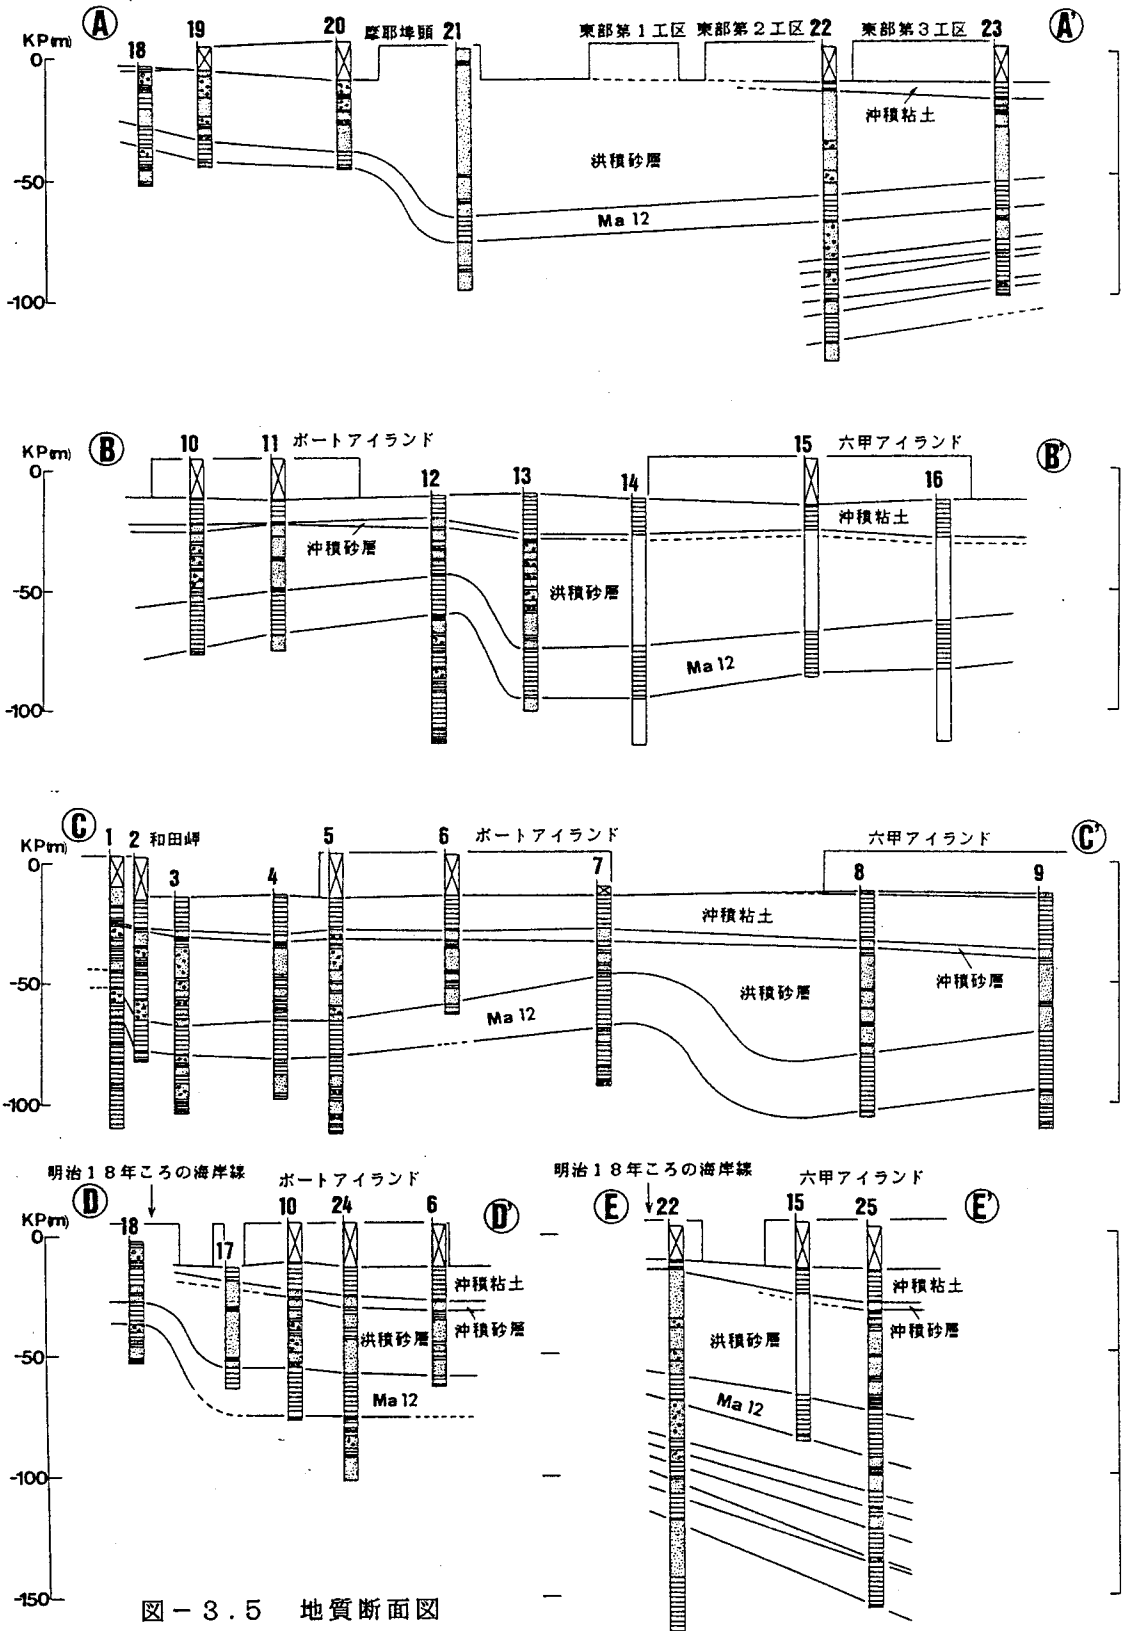 KP(m) A 18 19 20 摩耶埠頭 21 東部第1工区 東部第2工区 22 東部第3工区 23 A'
0
沖積粘土
洪積砂層
-50
Ma 12
-100
KP(m) B 10 11 ポートアイランド 12 13 14 15 六甲アイランド 16 B'
0
沖積粘土
沖積砂層
洪積砂層
-50
Ma 12
-100
KP(m) C 1 2 和田岬 3 4 5 6 ポートアイランド 7 六甲アイランド 8 9 C'
0
沖積粘土
沖積砂層
洪積砂層
-50
Ma 12
-100
明治18年ころの海岸線 ポートアイランド
KP(m) D 18 17 10 24 6 D'
0
沖積粘土
沖積砂層
洪積砂層
-50
Ma 12
-100
-150
明治18年ころの海岸線 六甲アイランド
E 22 15 25 E'
沖積粘土
沖積砂層
洪積砂層
Ma 12
図-3.5 地質断面図